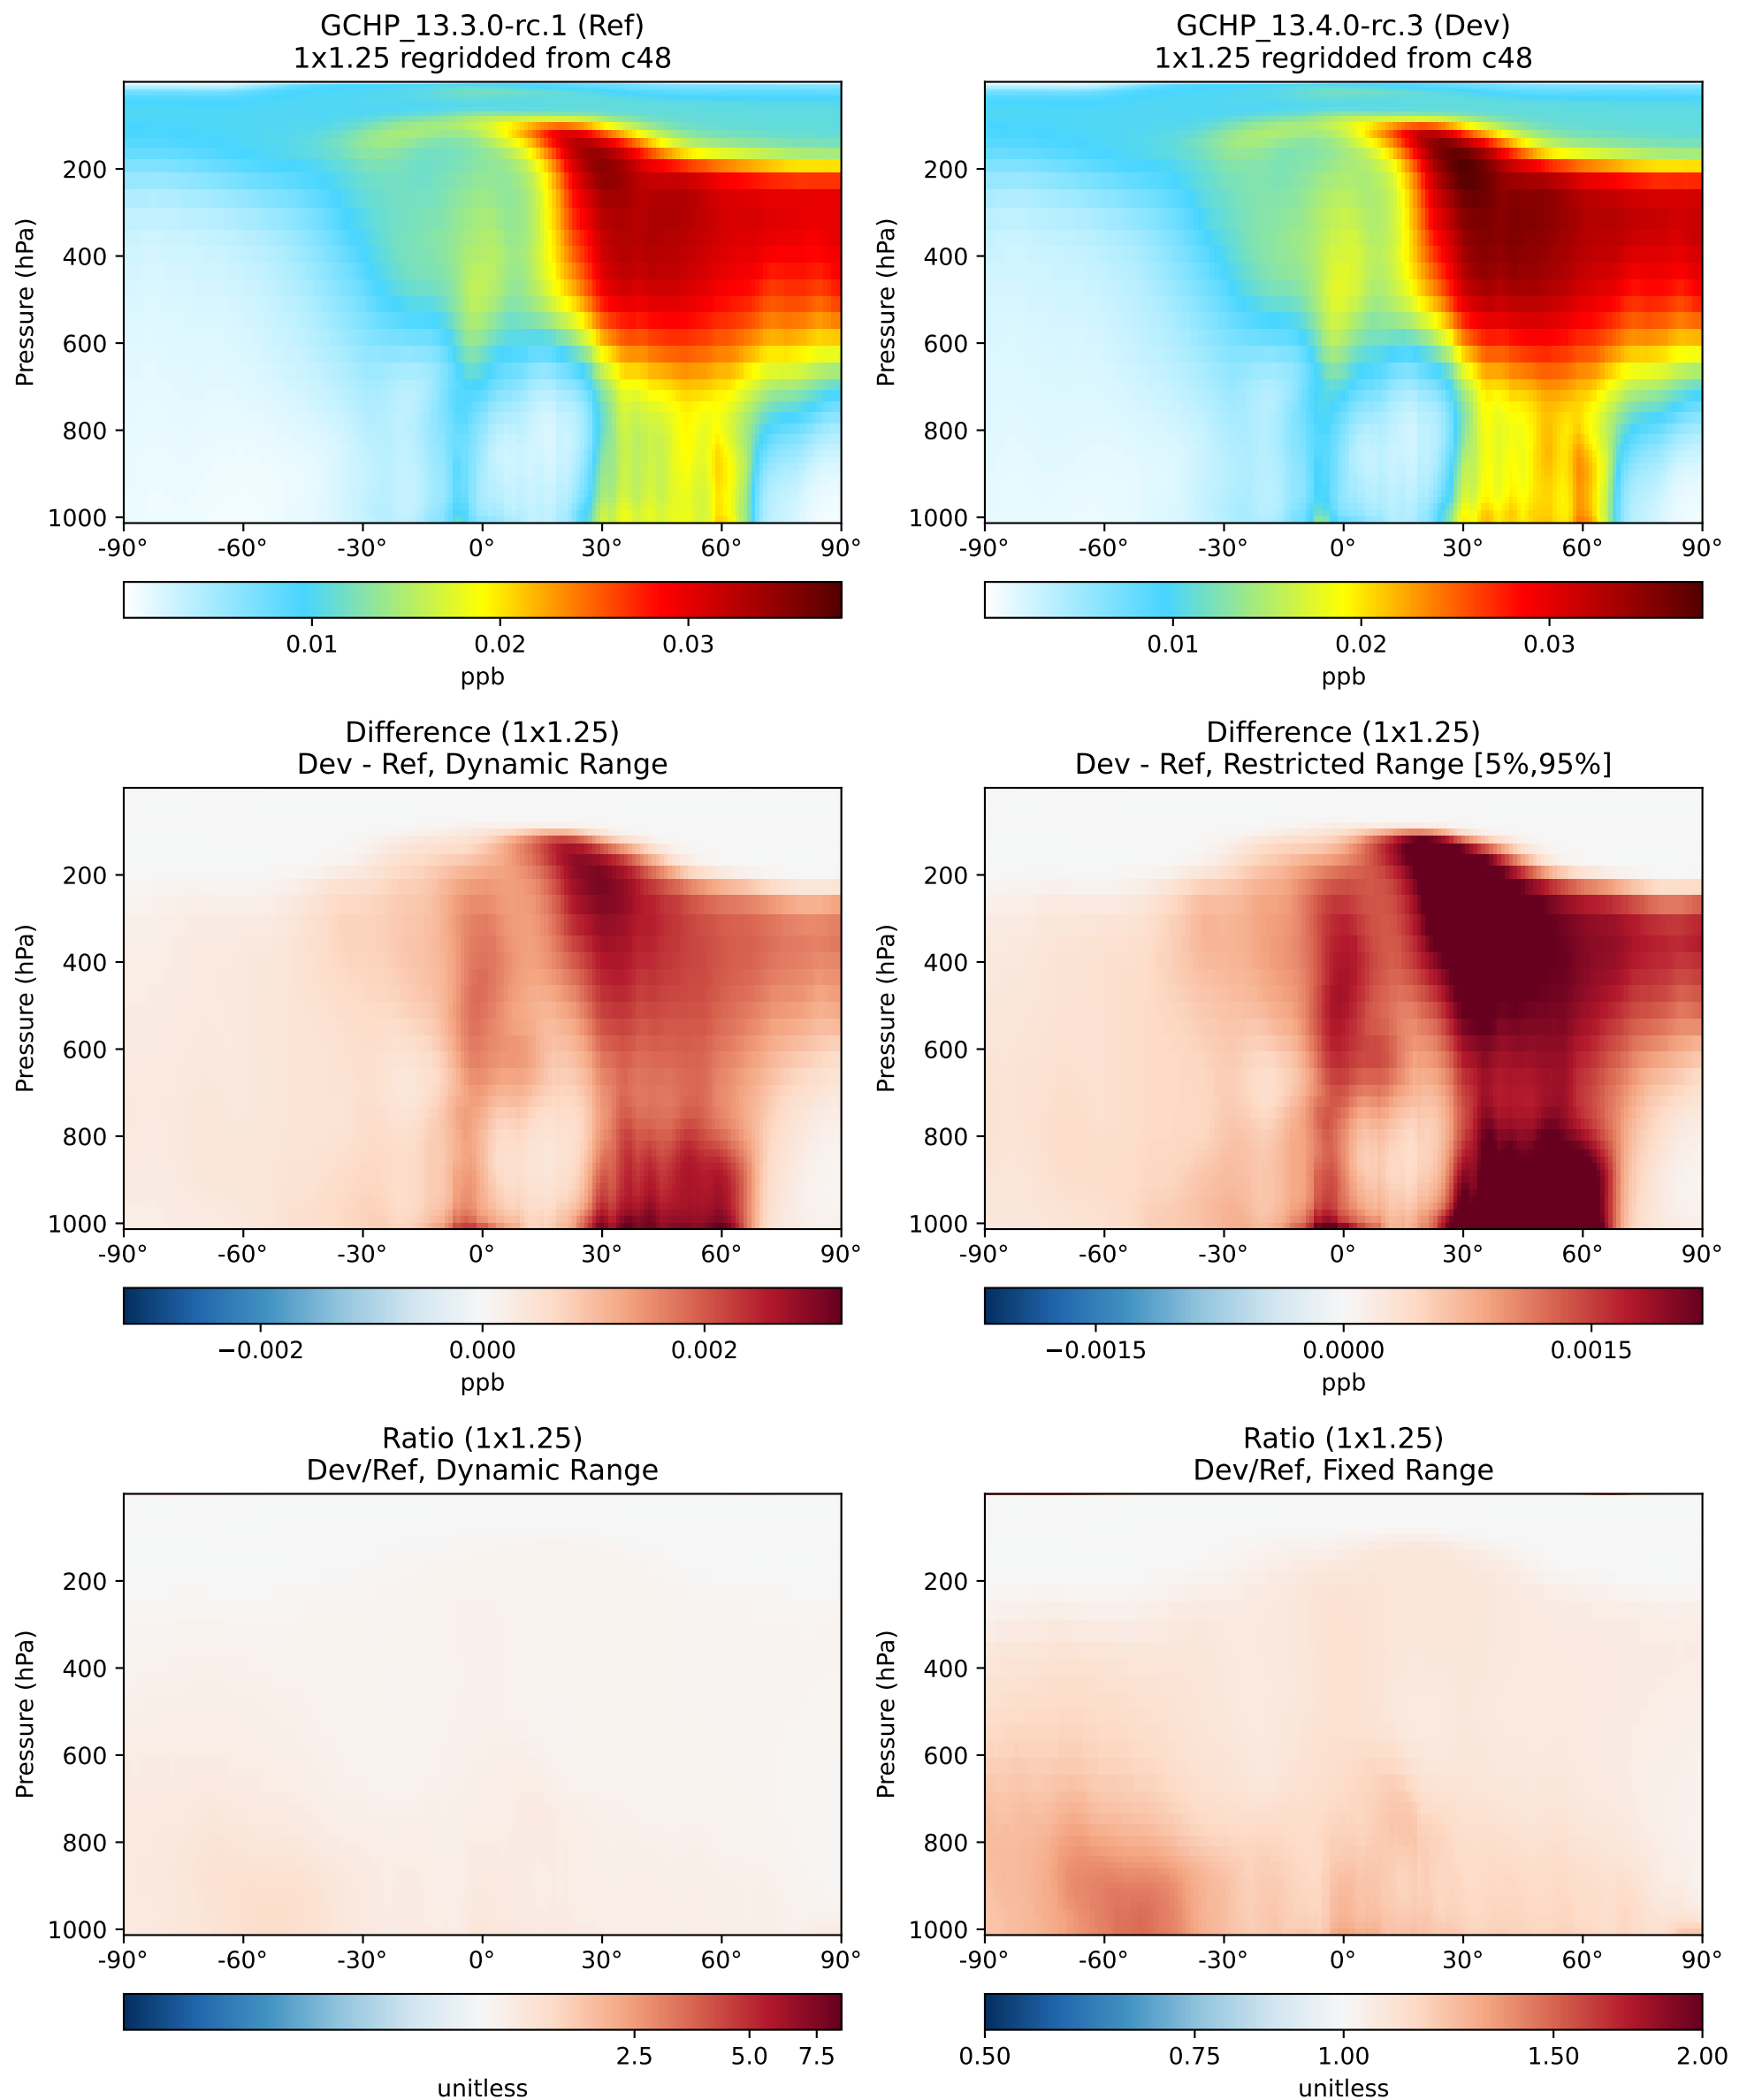 GCHP_13.3.0-rc.1 (Ref)
1x1.25 regridded from c48
GCHP_13.4.0-rc.3 (Dev)
1x1.25 regridded from c48
Pressure (hPa)
200
400
600
800
1000
-90° -60° -30° 0° 30° 60° 90°
0.01 0.02 0.03
ppb
Pressure (hPa)
200
400
600
800
1000
-90° -60° -30° 0° 30° 60° 90°
0.01 0.02 0.03
ppb
Difference (1x1.25)
Dev - Ref, Dynamic Range
Difference (1x1.25)
Dev - Ref, Restricted Range [5%,95%]
Pressure (hPa)
200
400
600
800
1000
-90° -60° -30° 0° 30° 60° 90°
−0.002 0.000 0.002
ppb
Pressure (hPa)
200
400
600
800
1000
-90° -60° -30° 0° 30° 60° 90°
−0.0015 0.0000 0.0015
ppb
Ratio (1x1.25)
Dev/Ref, Dynamic Range
Ratio (1x1.25)
Dev/Ref, Fixed Range
Pressure (hPa)
200
400
600
800
1000
-90° -60° -30° 0° 30° 60° 90°
2.5 5.0 7.5
unitless
Pressure (hPa)
200
400
600
800
1000
-90° -60° -30° 0° 30° 60° 90°
0.50 0.75 1.00 1.50 2.00
unitless